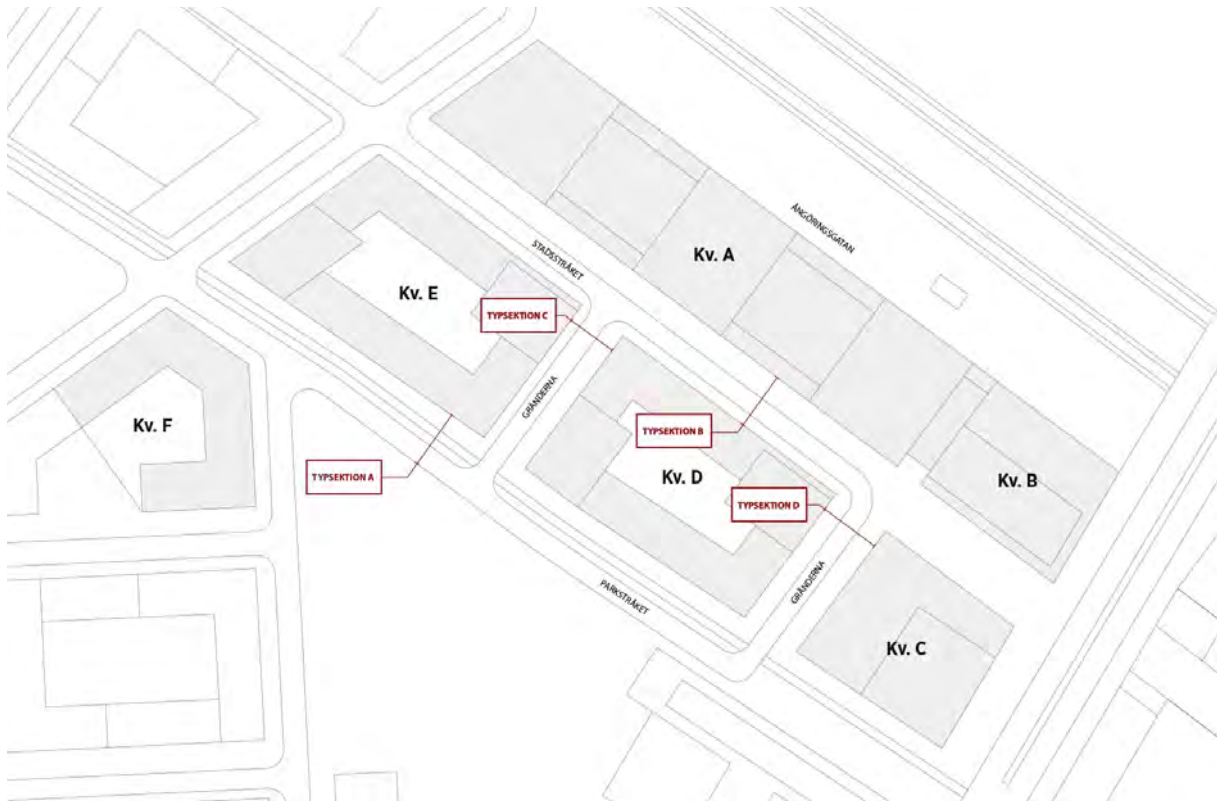 ANGÖRINGSGATAN
Kv. A
STADSSTRÅKET
Kv. E
TYPSEKTION C
GRÄNDERNA
Kv. F
TYPSEKTION B
TYPSEKTION A
Kv. D
Kv. B
TYPSEKTION D
GRÄNDERNA
PARKSTRÅKET
Kv. C